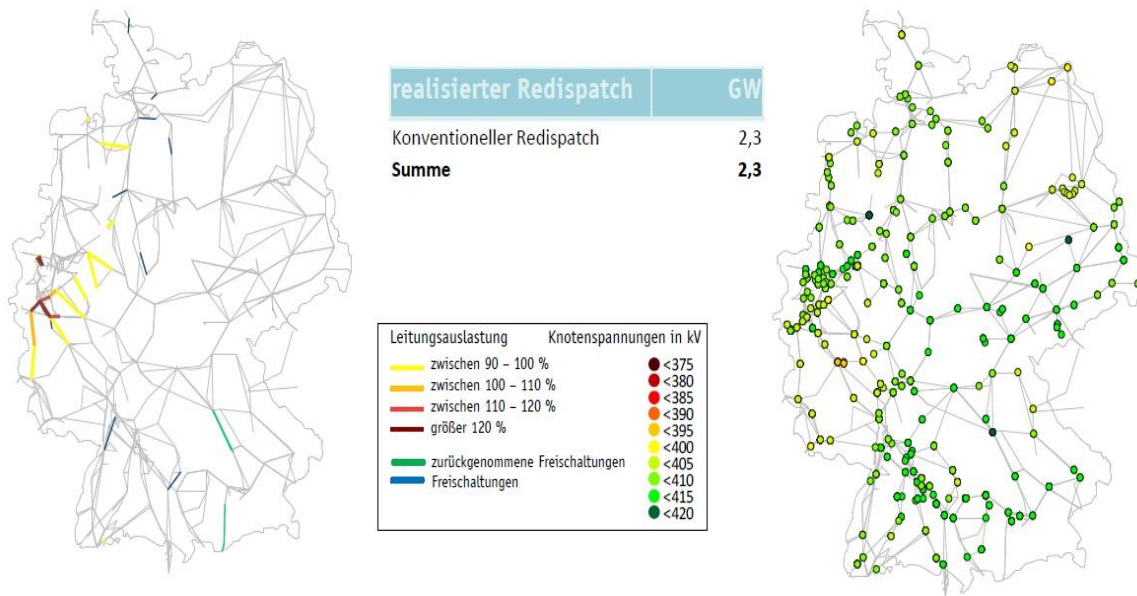 realisierter Redispatch GW
Konventioneller Redispatch 2,3
Summe 2,3
Leitungsauslastung Knotenspannungen in kV
zwischen 90 – 100 % <375
zwischen 100 – 110 % <380
zwischen 110 – 120 % <385
größer 120 % <390
zurückgenommene Freischaltungen <395
Freischaltungen <400
<405
<410
<415
<420